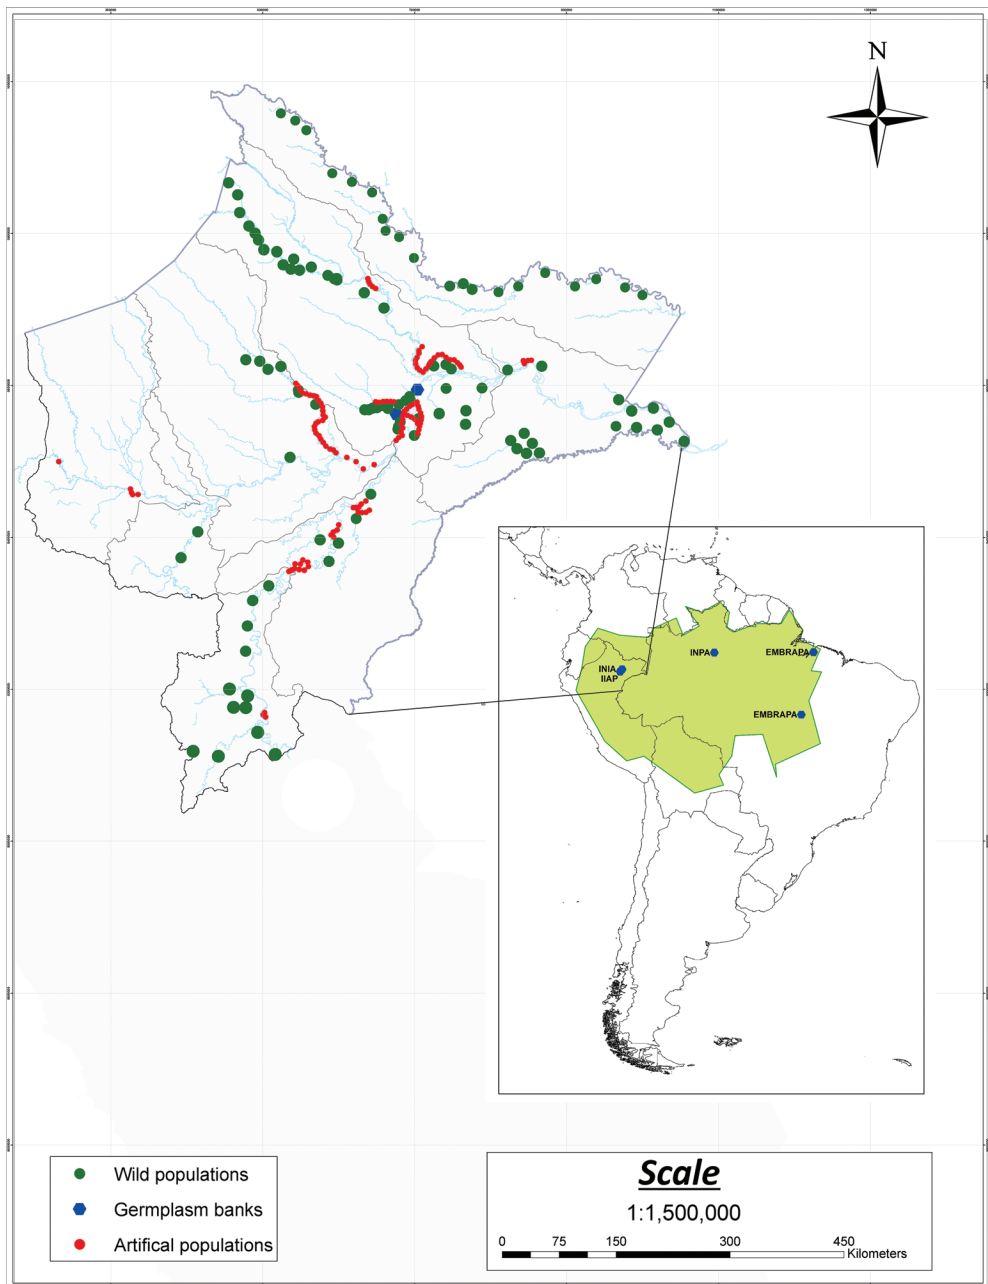 N
INPA
EMBRAPA
INIA
IIAP
EMBRAPA
Wild populations
Germplasm banks
Artifical populations
Scale
1:1,500,000
0 75 150 300 450
Kilometers